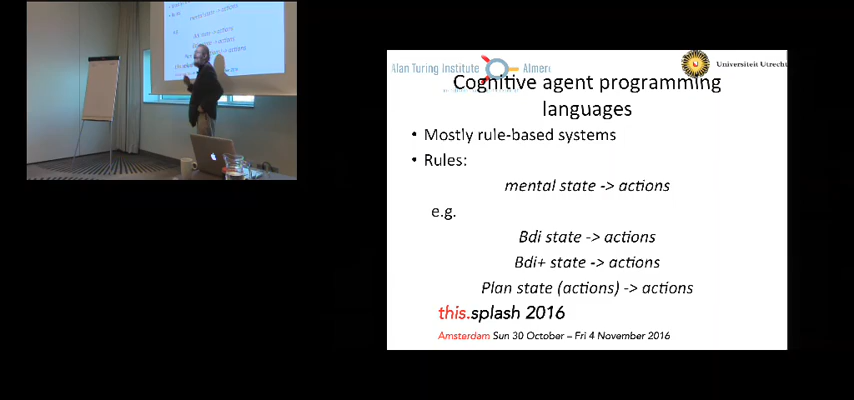 Alan Turing Institute Almere
Universiteit Utrecht
Cognitive agent programming
languages
• Mostly rule-based systems
• Rules:
mental state -> actions
e.g.
Bdi state -> actions
Bdi+ state -> actions
Plan state (actions) -> actions
this.splash 2016
Amsterdam Sun 30 October – Fri 4 November 2016